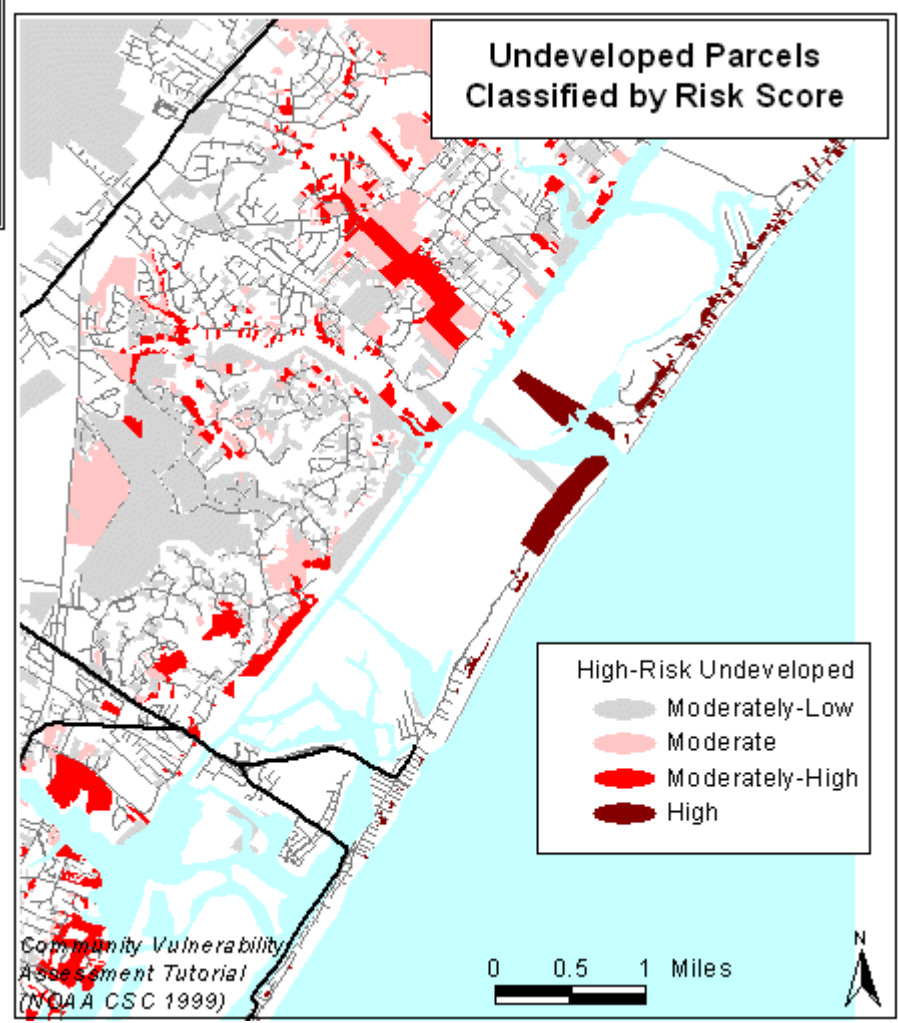 Undeveloped Parcels
Classified by Risk Score
High-Risk Undeveloped
Moderately-Low
Moderate
Moderately-High
High
Community Vulnerability
Assessment Tutorial
(NOAA CSC 1999)
0 0.5 1 Miles
N